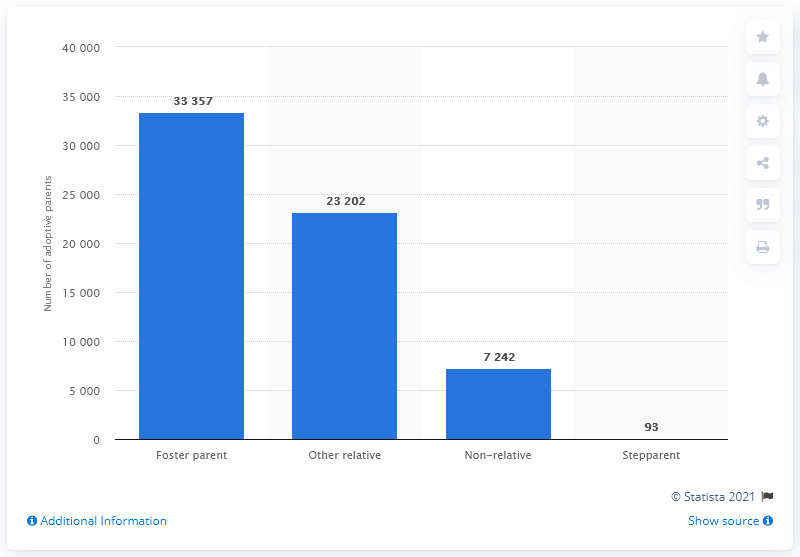 40 000
35 000
30 000
25 000
20 000
15 000
10 000
5 000
0
Number of adoptive parents
33 357
23 202
7 242
93
Foster parent
Other relative
Non-relative
Stepparent
© Statista 2021
Additional Information
Show source